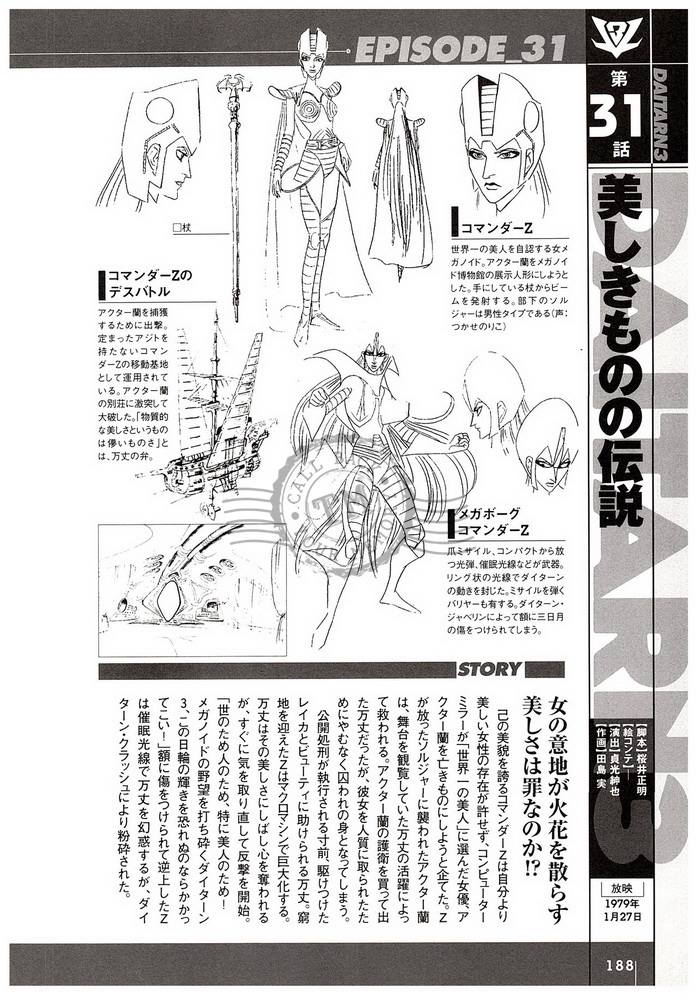 EPISODE_31
DAITARN3
第
31
話
美しきものの伝説
DAITARN3
【脚本】桜井正明
【絵コンテ】―
【演出】貞光紳也
【作画】田島 実
放映
1979年
1月27日
□杖
コマンダーZ
世界一の美人を自認する女メ
ガノイド。アクター蘭をメガノイ
ド博物館の展示人形にしようと
した。手にしている杖からビー
ムを発射する。部下のソル
ジャーは男性タイプである(声：
つかせのりこ)
コマンダーZの
デスバトル
アクター蘭を捕獲
するために出撃。
定まったアジトを
持たないコマン
ダーZの移動基地
として運用されて
いる。アクター蘭
の別荘に激突して
大破した。「物質的
な美しさというもの
は儚いものさ」と
は、万丈の弁。
メガボーグ
コマンダーZ
爪ミサイル、コンパクトから放
つ光弾、催眠光線などが武器。
リング状の光線でダイターン
の動きを封じた。ミサイルを弾く
バリヤーも有する。ダイターン・
ジャベリンによって額に三日月
の傷をつけられてしまう。
STORY
女の意地が火花を散らす
美しさは罪なのか!?
己の美貌を誇るコマンダーZは自分より
美しい女性の存在が許せず、コンピューター
ミラーが「世界一の美人」に選んだ女優、ア
クター蘭を亡きものにしようと企てた。Z
が放ったソルジャーに襲われたアクター蘭
は、舞台を観覧していた万丈の活躍によっ
て救われる。アクター蘭の護衛を買って出
た万丈だったが、彼女を人質に取られたた
めにやむなく囚われの身となってしまう。
公開処刑が執行される寸前、駆けつけた
レイカとビューティに助けられる万丈。窮
地を迎えたZはマクロマシンで巨大化する。
万丈はその美しさにしばし心を奪われる
が、すぐに気を取り直して反撃を開始。
「世のため人のため、特に美人のため!
メガノイドの野望を打ち砕くダイターン
3、この日輪の輝きを恐れぬのならかかっ
てこい!」額に傷をつけられて逆上したZ
は催眠光線で万丈を幻惑するが、ダイ
ターン・クラッシュにより粉砕された。
188